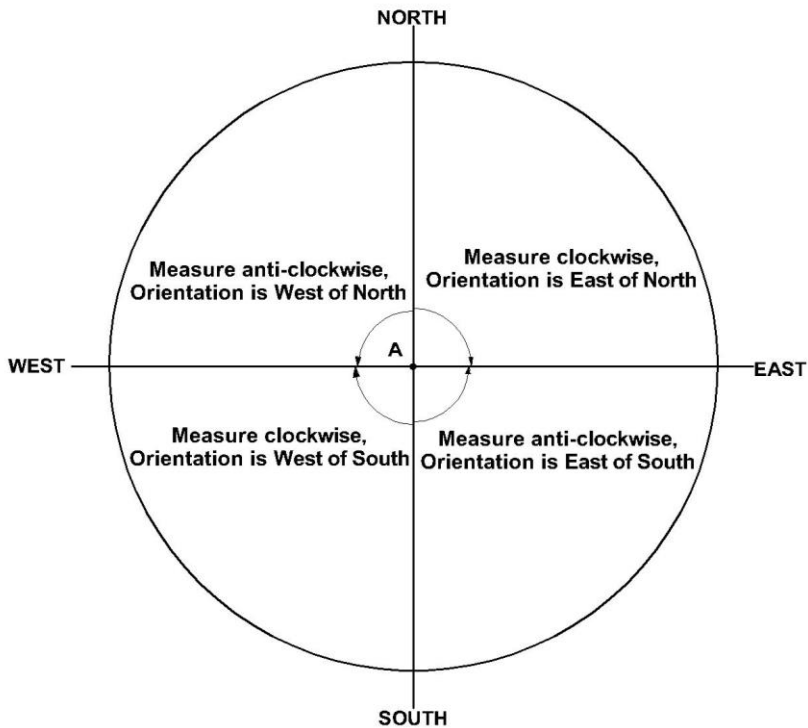 NORTH
Measure anti-clockwise,
Orientation is West of North
Measure clockwise,
Orientation is East of North
A
WEST
EAST
Measure clockwise,
Orientation is West of South
Measure anti-clockwise,
Orientation is East of South
SOUTH